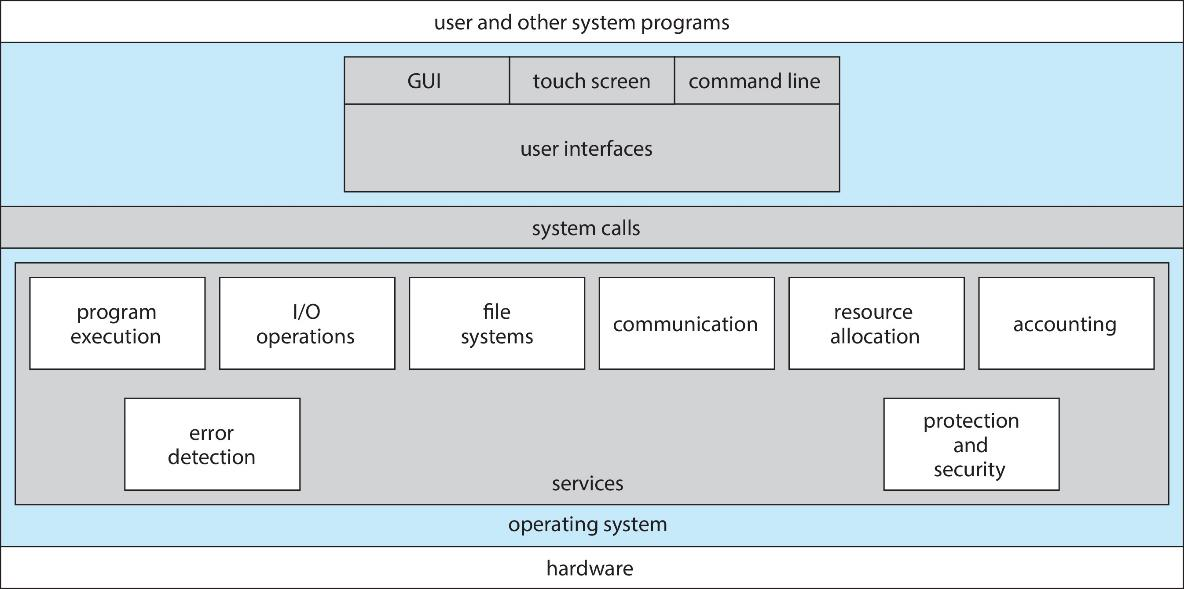 user and other system programs
GUI
touch screen
command line
user interfaces
system calls
program
execution
I/O
operations
file
systems
communication
resource
allocation
accounting
error
detection
protection
and
security
services
operating system
hardware